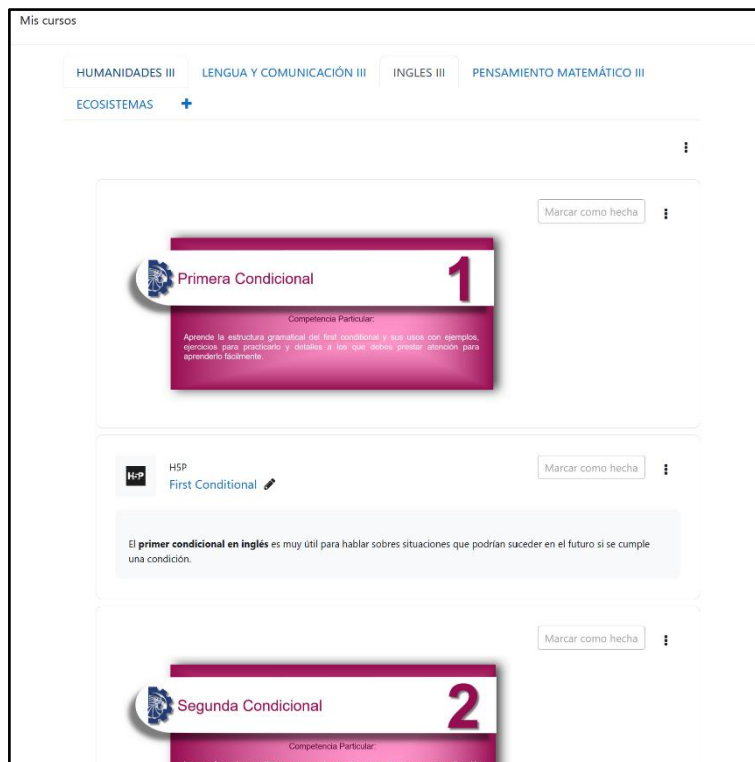 Mis cursos
HUMANIDADES III
LENGUA Y COMUNICACIÓN III
INGLES III
PENSAMIENTO MATEMÁTICO III
ECOSISTEMAS
Marcar como hecha
Primera Condicional
1
Competencia Particular:
Aprende la estructura gramatical del first conditional y sus usos con ejemplos,
ejercicios para practicarlo y detalles a los que debes prestar atención para
aprenderlo fácilmente.
H5P
H5P
First Conditional
Marcar como hecha
El primer condicional en inglés es muy útil para hablar sobres situaciones que podrían suceder en el futuro si se cumple
una condición.
Marcar como hecha
Segunda Condicional
2
Competencia Particular: